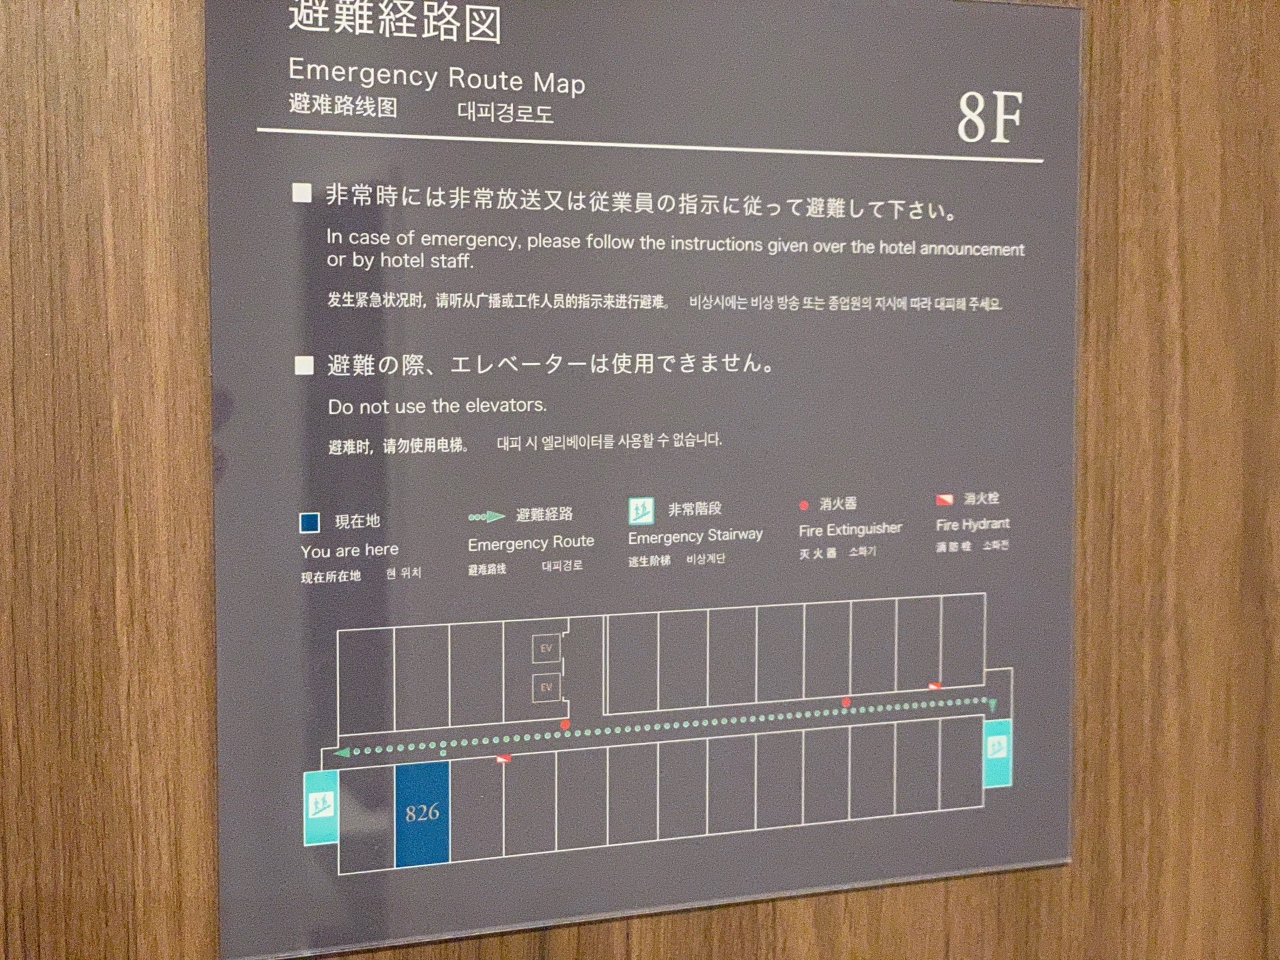 避難経路図
Emergency Route Map
避难路线图 대피경로도
8F
非常時には非常放送又は従業員の指示に従って避難して下さい。
In case of emergency, please follow the instructions given over the hotel announcement
or by hotel staff.
发生紧急状况时，请听从广播或工作人员的指示来进行避难。 비상시에는 비상 방송 또는 종업원의 지시에 따라 대피해 주세요.
避難の際、エレベーターは使用できません。
Do not use the elevators.
避难时，请勿使用电梯。 대피 시 엘리베이터를 사용할 수 없습니다.
現在地
You are here
现在所在地 현 위치
避難経路
Emergency Route
避难路线 대피경로
非常階段
Emergency Stairway
逃生阶梯 비상계단
消火器
Fire Extinguisher
灭火器 소화기
消火栓
Fire Hydrant
消防栓 소화전
EV
EV
826